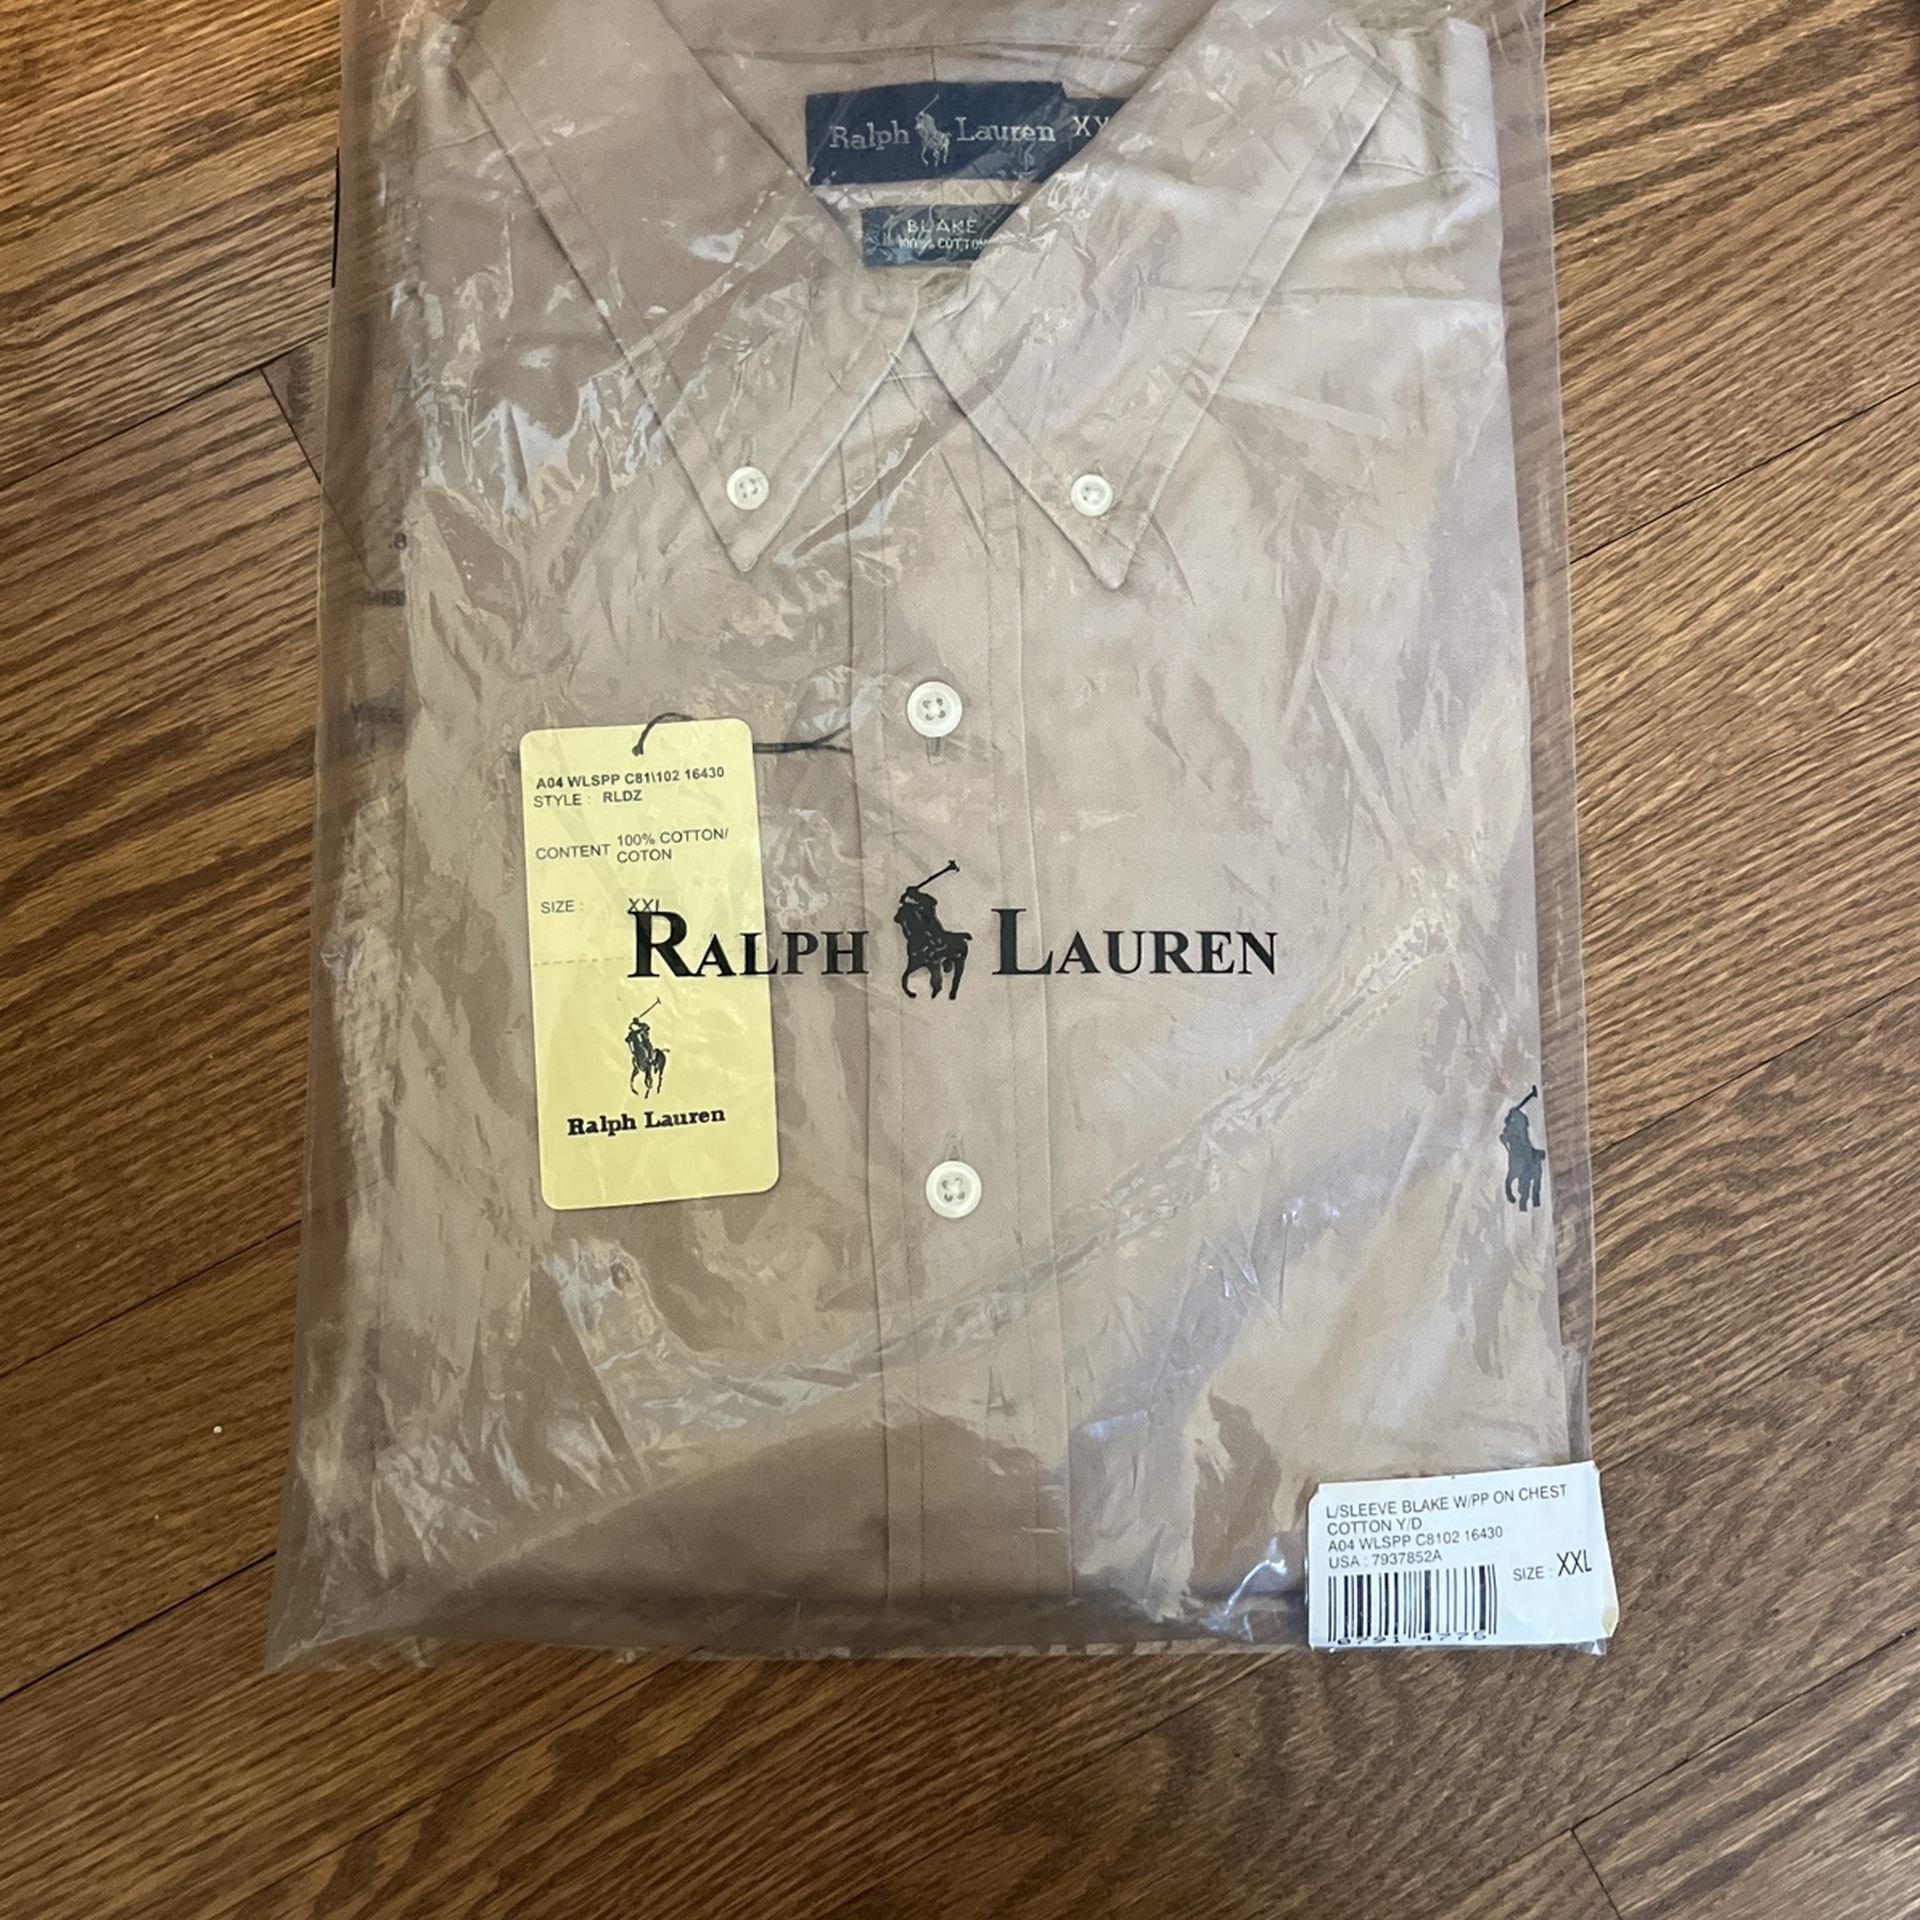 Ralph Lauren
BLAKE
100% COTTON
A04 WLSPP C81\102 16430
STYLE : RLDZ
CONTENT 100% COTTON/
COTON
SIZE : XXL
RALPH LAUREN
Ralph Lauren
L/SLEEVE BLAKE W/PP ON CHEST
COTTON Y/D
A04 WLSPP C8102 16430
USA : 7937852A
SIZE : XXL